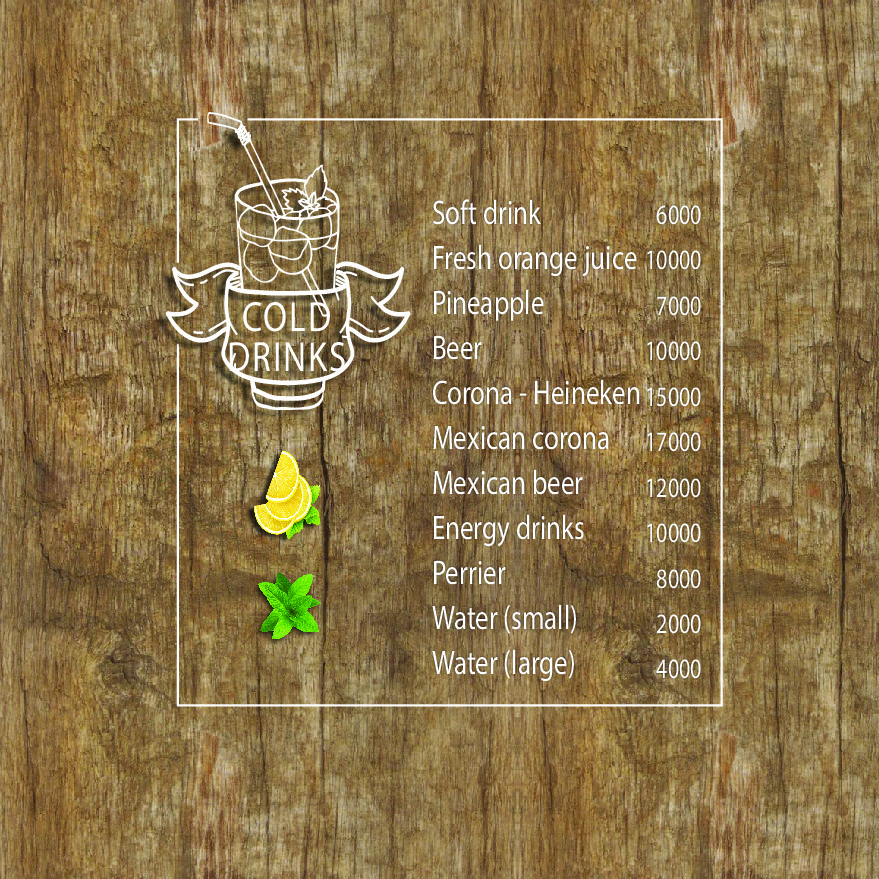 COLD
DRINKS
Soft drink 6000
Fresh orange juice 10000
Pineapple 7000
Beer 10000
Corona - Heineken 15000
Mexican corona 17000
Mexican beer 12000
Energy drinks 10000
Perrier 8000
Water (small) 2000
Water (large) 4000